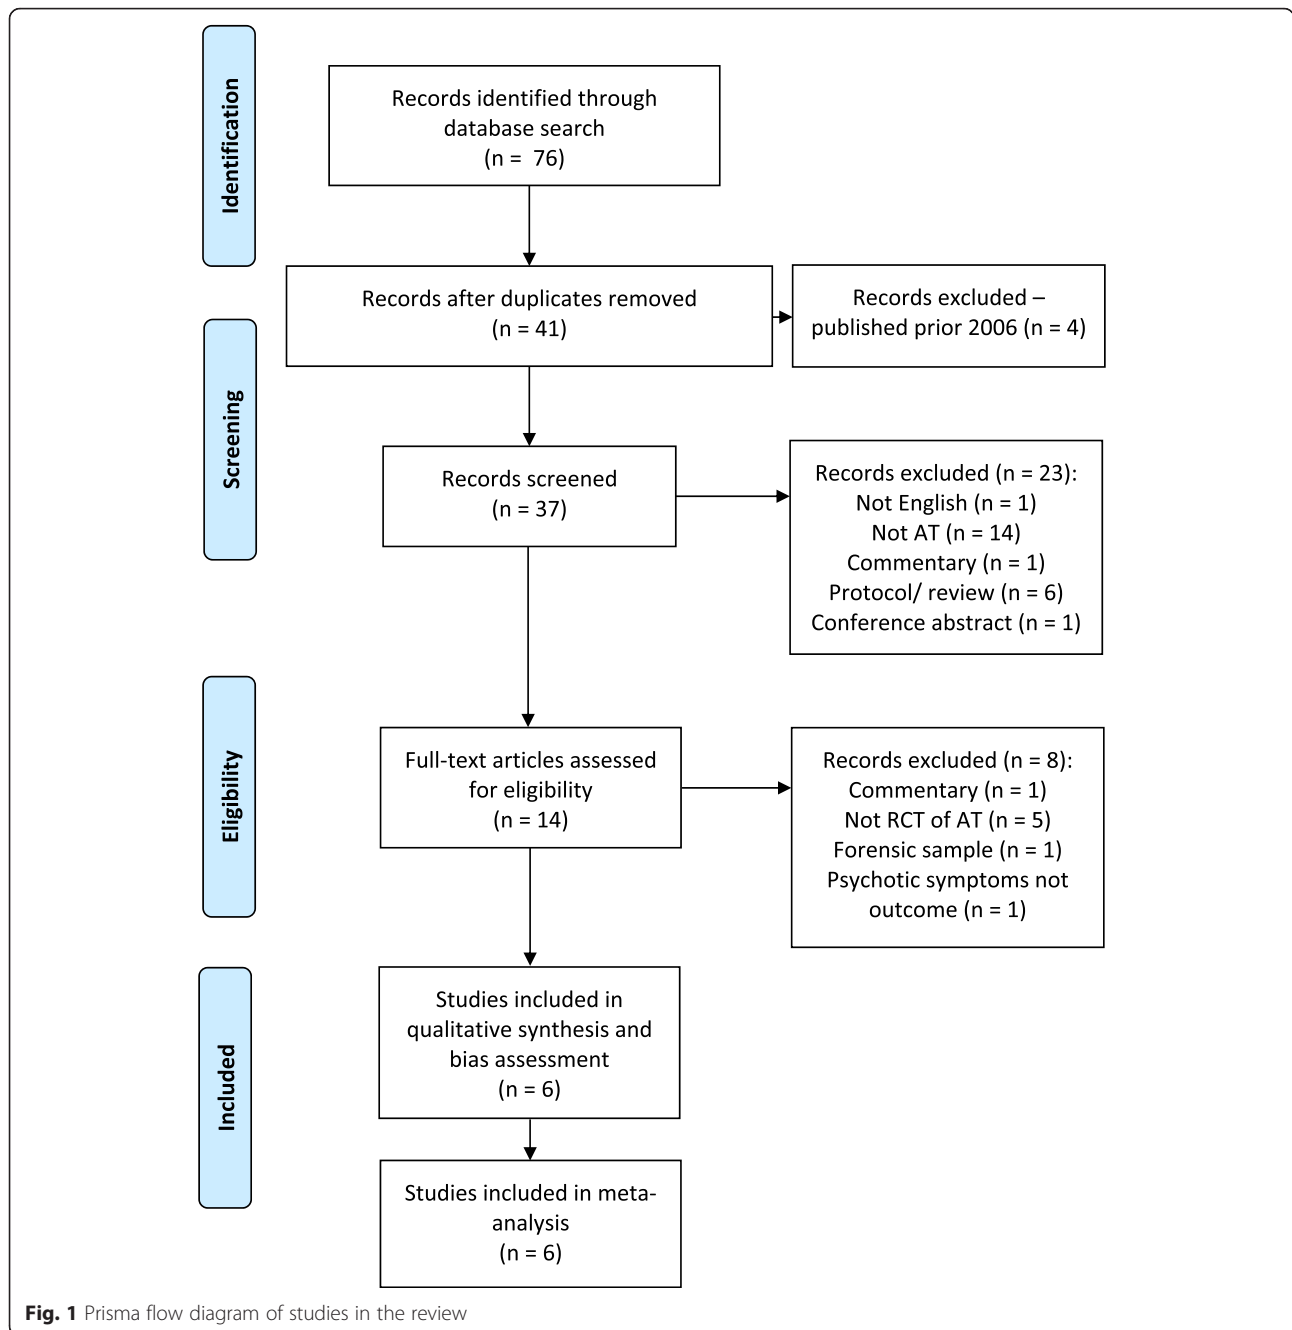 Identification
Records identified through
database search
(n = 76)
Records after duplicates removed
(n = 41)
Records excluded –
published prior 2006 (n = 4)
Screening
Records screened
(n = 37)
Records excluded (n = 23):
Not English (n = 1)
Not AT (n = 14)
Commentary (n = 1)
Protocol/ review (n = 6)
Conference abstract (n = 1)
Eligibility
Full-text articles assessed
for eligibility
(n = 14)
Records excluded (n = 8):
Commentary (n = 1)
Not RCT of AT (n = 5)
Forensic sample (n = 1)
Psychotic symptoms not
outcome (n = 1)
Included
Studies included in
qualitative synthesis and
bias assessment
(n = 6)
Studies included in meta-
analysis
(n = 6)
Fig. 1 Prisma flow diagram of studies in the review